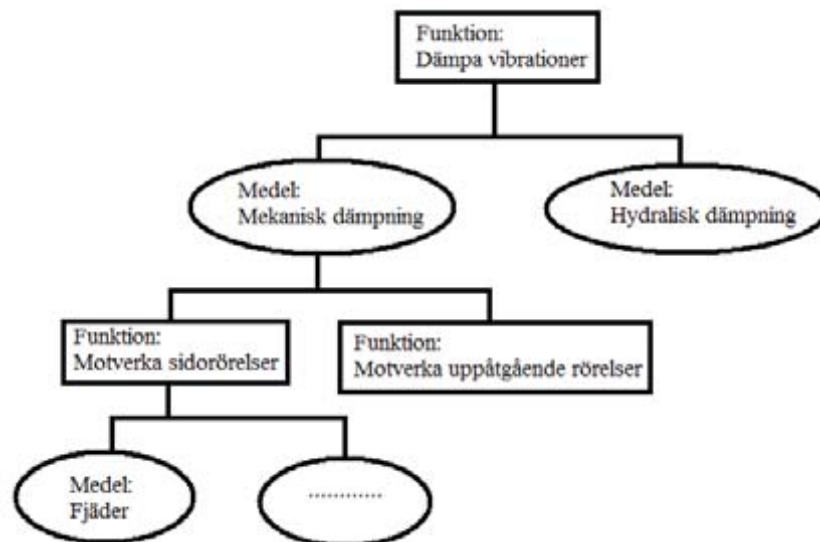 Funktion:
Dämpa vibrationer
Medel:
Mekanisk dämpning
Medel:
Hydralisk dämpning
Funktion:
Motverka sidorörelser
Funktion:
Motverka uppåtgående rörelser
Medel:
Fjäder
............